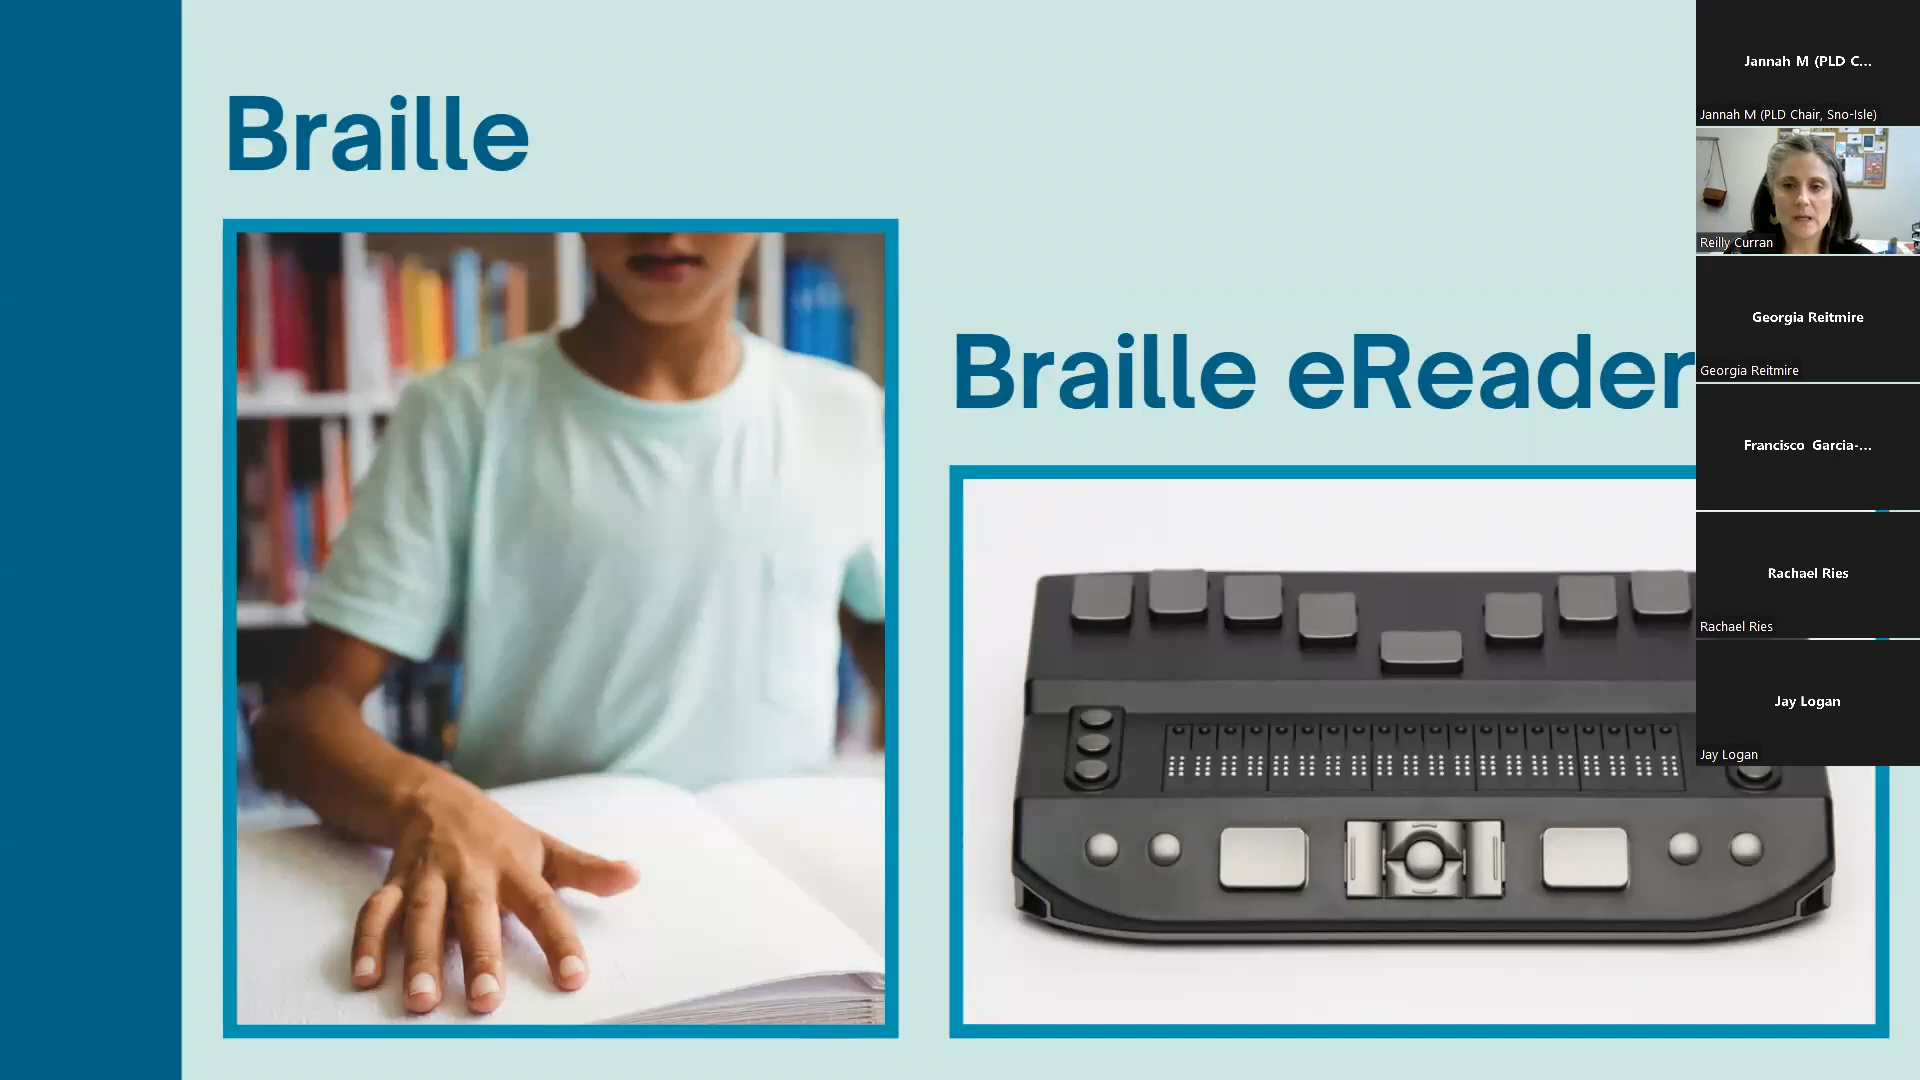 Braille
Braille eReader
Jannah M (PLD C...
Jannah M (PLD Chair, Sno-Isle)
Reilly Curran
Georgia Reitmire
Georgia Reitmire
Francisco Garcia-...
Rachael Ries
Rachael Ries
Jay Logan
Jay Logan